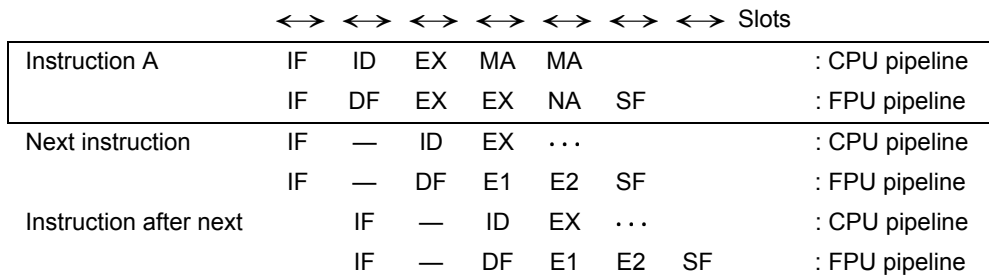 ←→ ←→ ←→ ←→ ←→ ←→ ←→ Slots
Instruction A IF ID EX MA MA : CPU pipeline
IF DF EX EX NA SF : FPU pipeline
Next instruction IF — ID EX ··· : CPU pipeline
IF — DF E1 E2 SF : FPU pipeline
Instruction after next IF — ID EX ··· : CPU pipeline
IF — DF E1 E2 SF : FPU pipeline